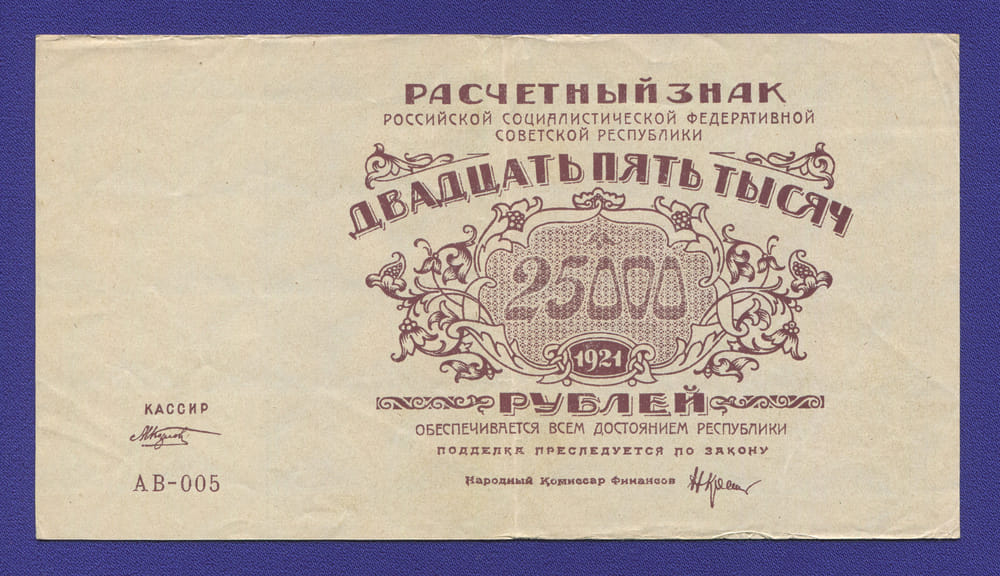 РАСЧЕТНЫЙ ЗНАК
РОССИЙСКОЙ СОЦИАЛИСТИЧЕСКОЙ ФЕДЕРАТИВНОЙ
СОВЕТСКОЙ РЕСПУБЛИКИ
ДВАДЦАТЬ ПЯТЬ ТЫСЯЧ
25000
1921
РУБЛЕЙ
ОБЕСПЕЧИВАЕТСЯ ВСЕМ ДОСТОЯНИЕМ РЕСПУБЛИКИ
ПОДДЕЛКА ПРЕСЛЕДУЕТСЯ ПО ЗАКОНУ
Народный Комиссар Финансов
КАССИР
АВ-005